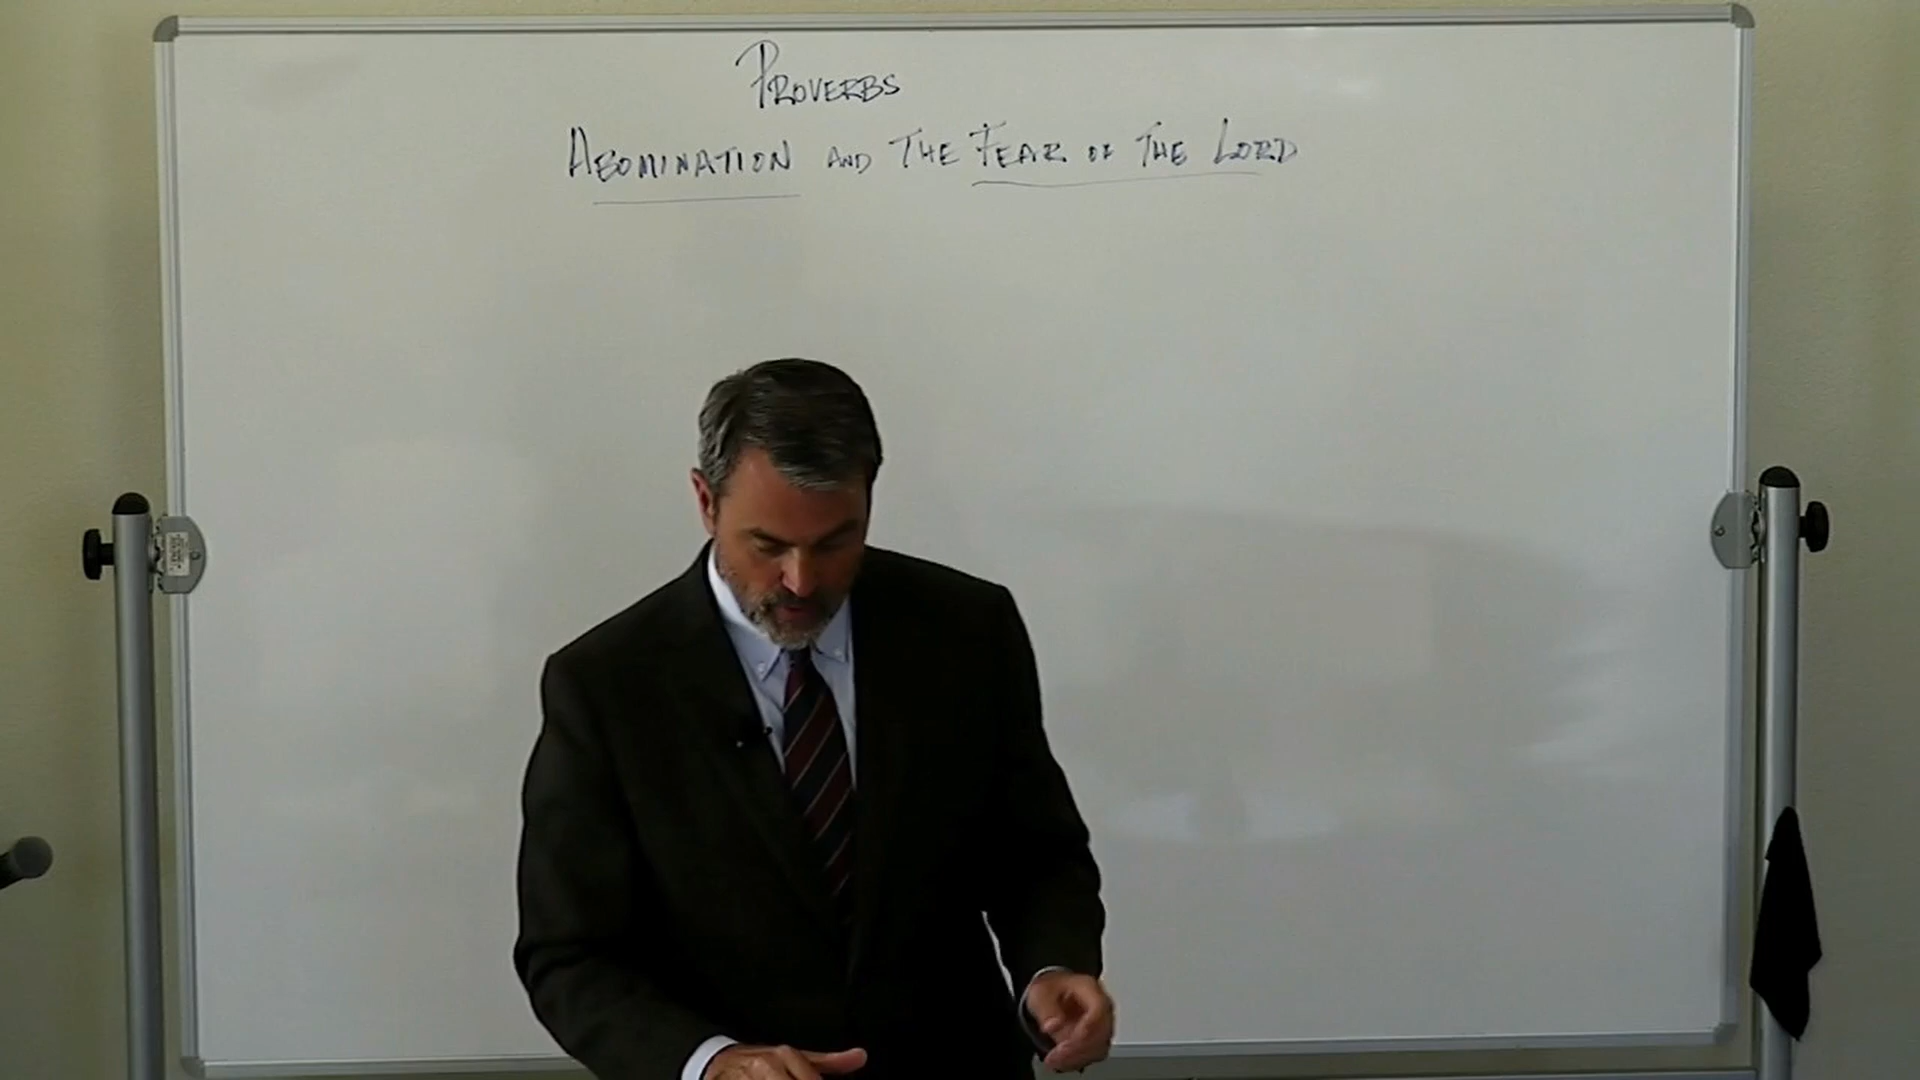 PROVERBS
ABOMINATION AND THE FEAR OF THE LORD